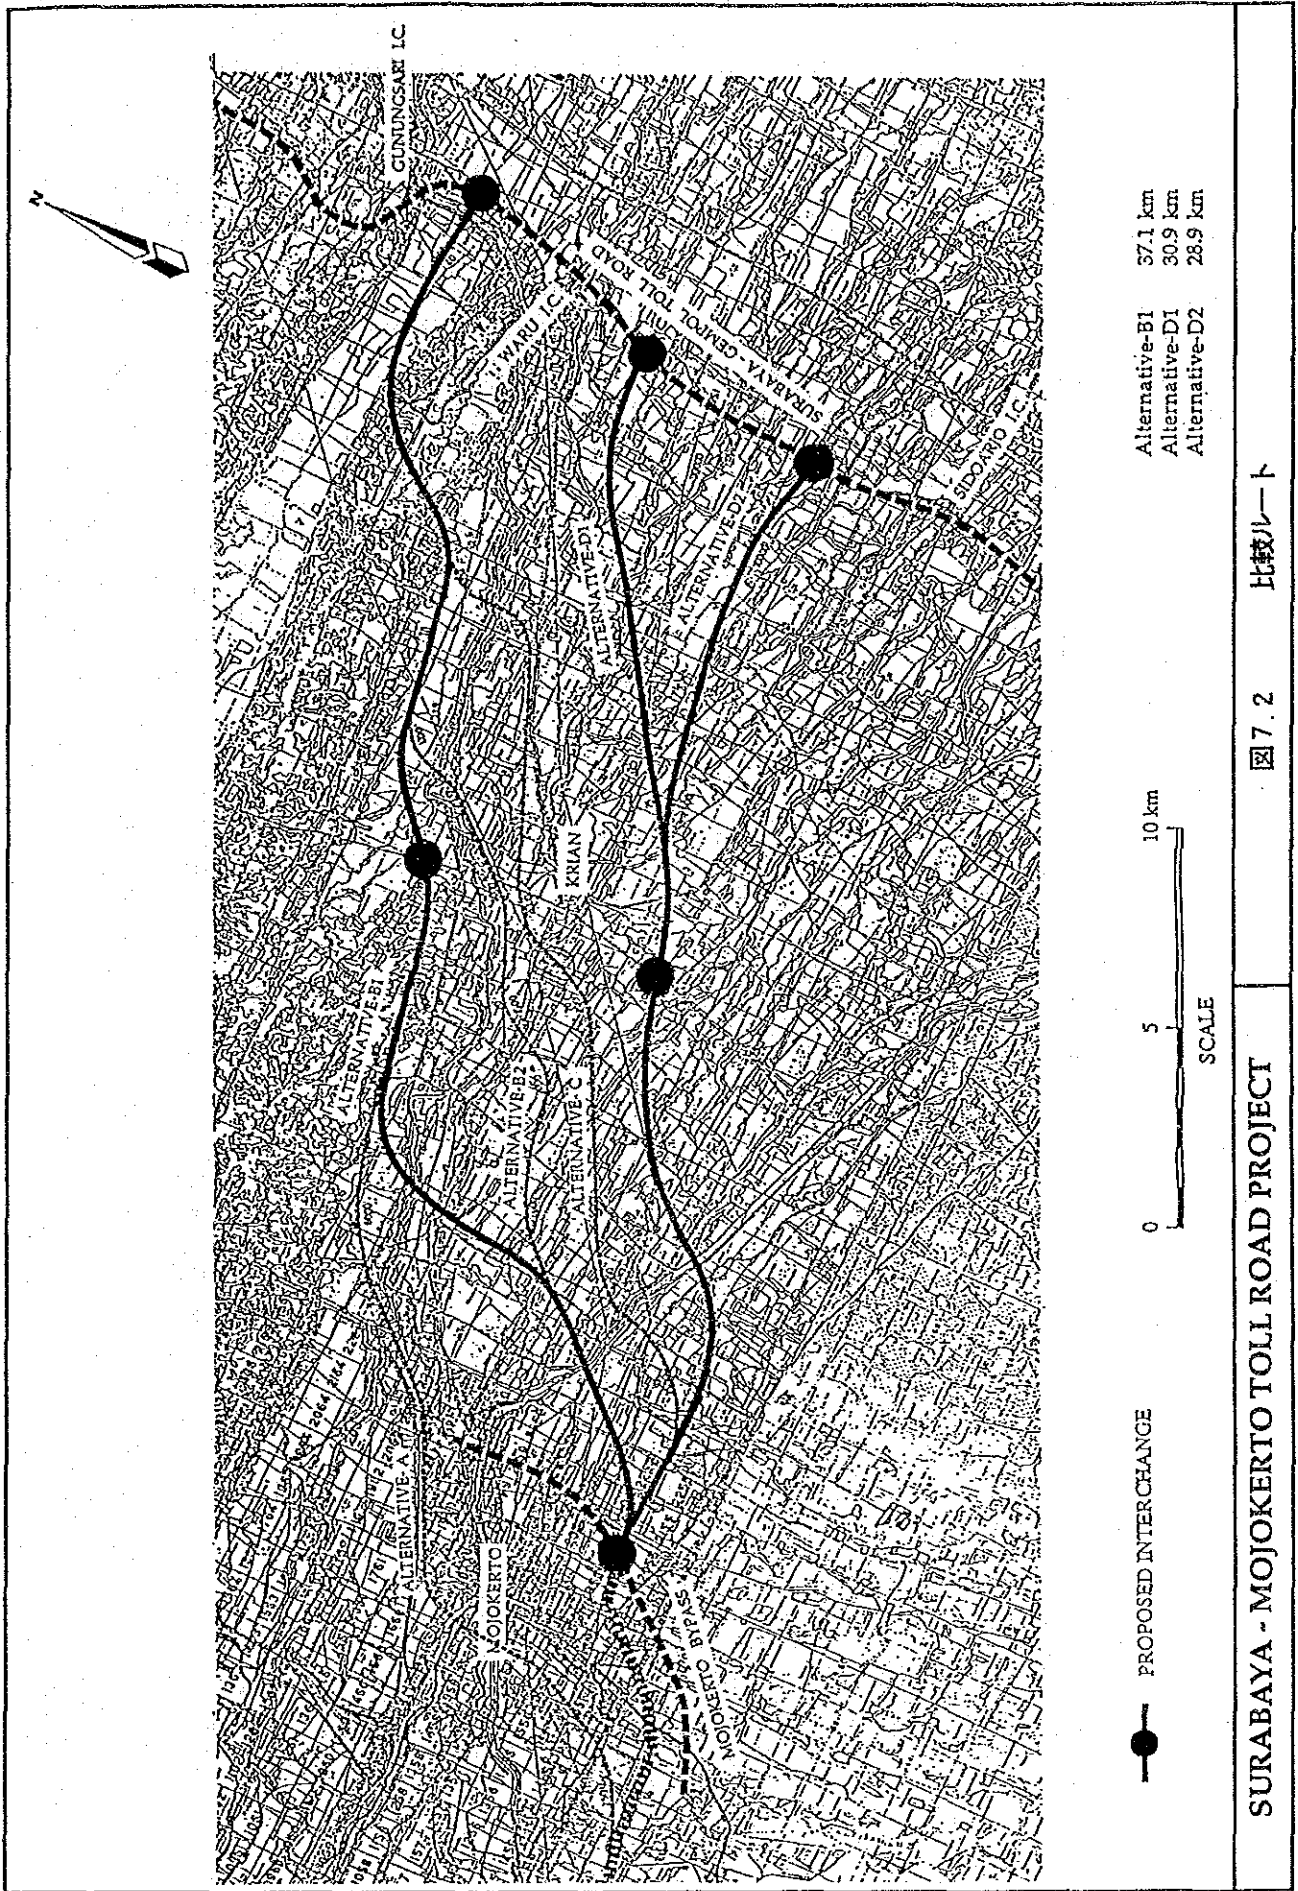 N
GUNUNGSARI I.C.
WARU I.C.
SURABAYA - GEMPOL TOLL ROAD
SIDOARJO I.C.
ALTERNATIVE-D1
ALTERNATIVE-D2
KRIAN
ALTERNATIVE-B1
ALTERNATIVE-B2
ALTERNATIVE-C
ALTERNATIVE-A
MOJOKERTO
MOJOKERTO BYPASS
PROPOSED INTERCHANGE
0 5 10 km
SCALE
Alternative-B1 37.1 km
Alternative-D1 30.9 km
Alternative-D2 28.9 km
SURABAYA - MOJOKERTO TOLL ROAD PROJECT
図7.2 比較ルート